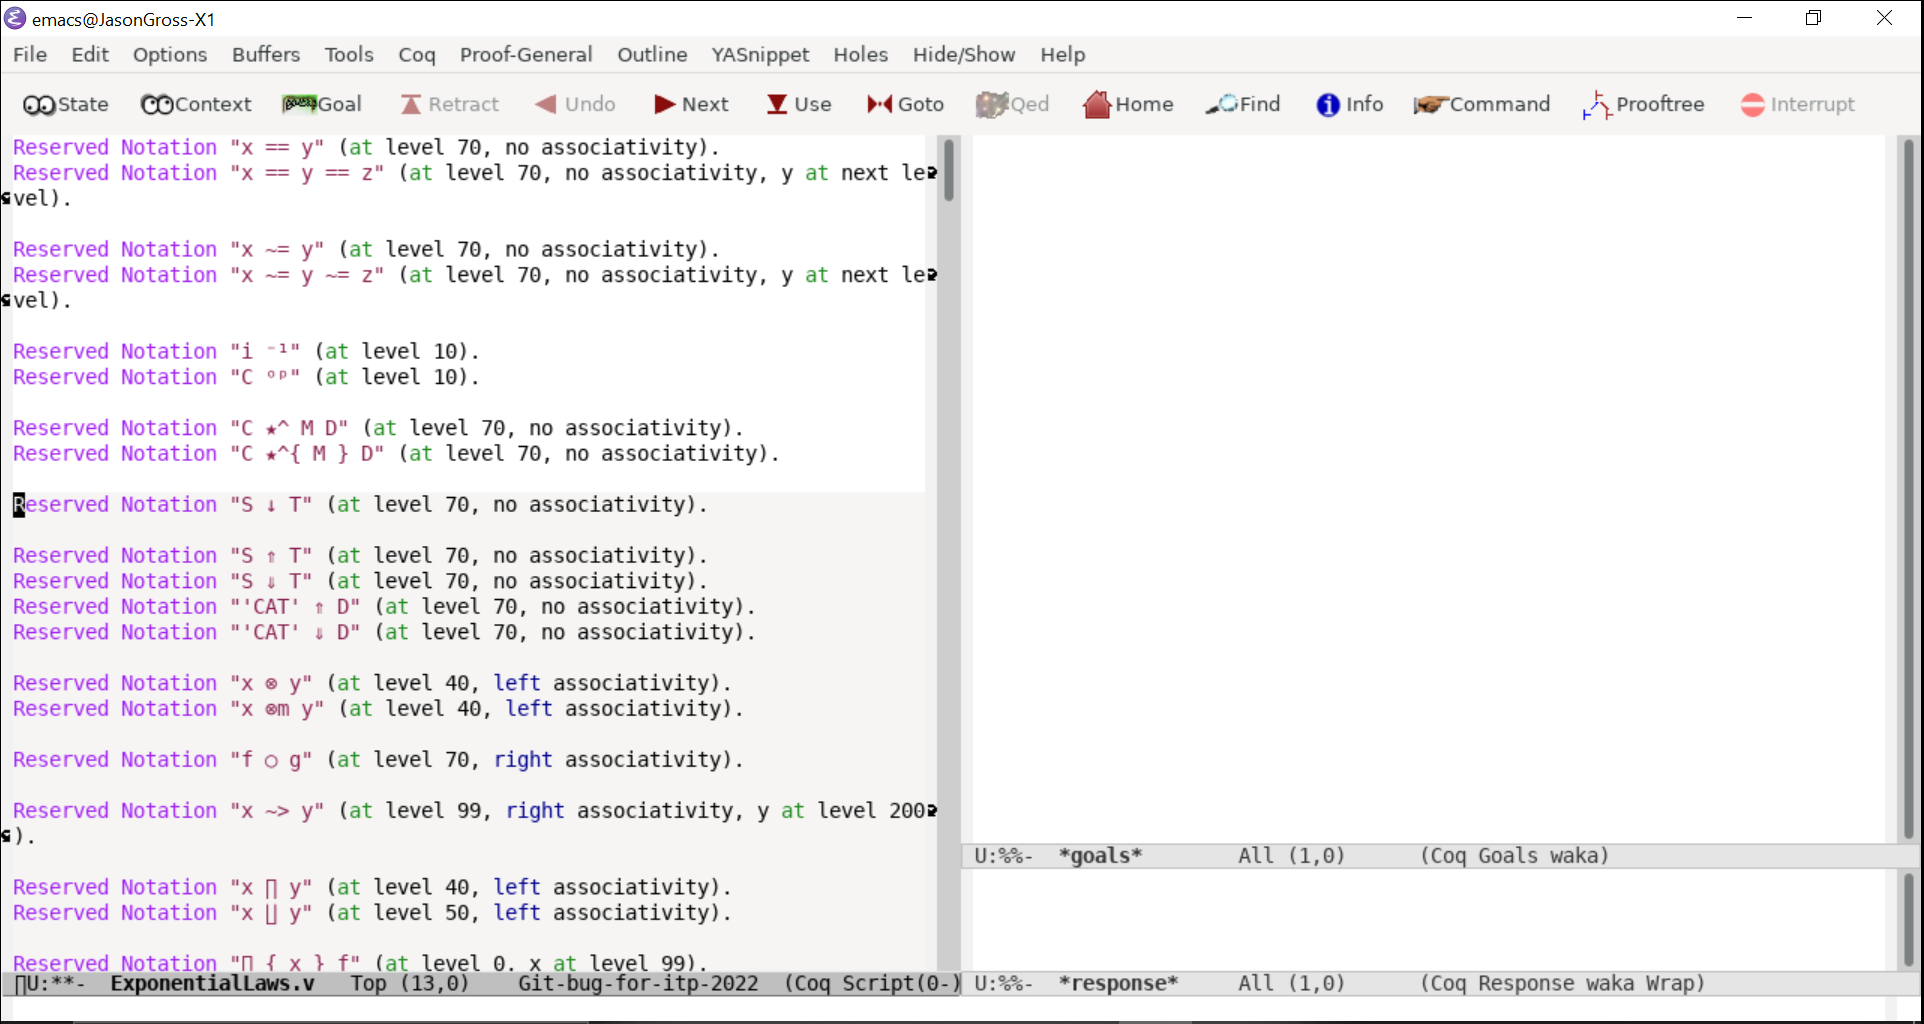 emacs@JasonGross-X1
File Edit Options Buffers Tools Coq Proof-General Outline YASnippet Holes Hide/Show Help
State Context Goal Retract Undo Next Use Goto Qed Home Find Info Command Prooftree Interrupt
Reserved Notation "x == y" (at level 70, no associativity).
Reserved Notation "x == y == z" (at level 70, no associativity, y at next le
vel).
Reserved Notation "x ~= y" (at level 70, no associativity).
Reserved Notation "x ~= y ~= z" (at level 70, no associativity, y at next le
vel).
Reserved Notation "i ⁻¹" (at level 10).
Reserved Notation "C ᵒᵖ" (at level 10).
Reserved Notation "C ★^ M D" (at level 70, no associativity).
Reserved Notation "C ★^{ M } D" (at level 70, no associativity).
Reserved Notation "S ↓ T" (at level 70, no associativity).
Reserved Notation "S ⇑ T" (at level 70, no associativity).
Reserved Notation "S ⇓ T" (at level 70, no associativity).
Reserved Notation "'CAT' ⇑ D" (at level 70, no associativity).
Reserved Notation "'CAT' ⇓ D" (at level 70, no associativity).
Reserved Notation "x ⊗ y" (at level 40, left associativity).
Reserved Notation "x ⊗m y" (at level 40, left associativity).
Reserved Notation "f ○ g" (at level 70, right associativity).
Reserved Notation "x ~> y" (at level 99, right associativity, y at level 200
).
Reserved Notation "x ∏ y" (at level 40, left associativity).
Reserved Notation "x ∐ y" (at level 50, left associativity).
Reserved Notation "∏ { x } f" (at level 0, x at level 99).
U:**- ExponentialLaws.v Top (13,0) Git-bug-for-itp-2022 (Coq Script(0-)
U:%%- *goals* All (1,0) (Coq Goals waka)
U:%%- *response* All (1,0) (Coq Response waka Wrap)